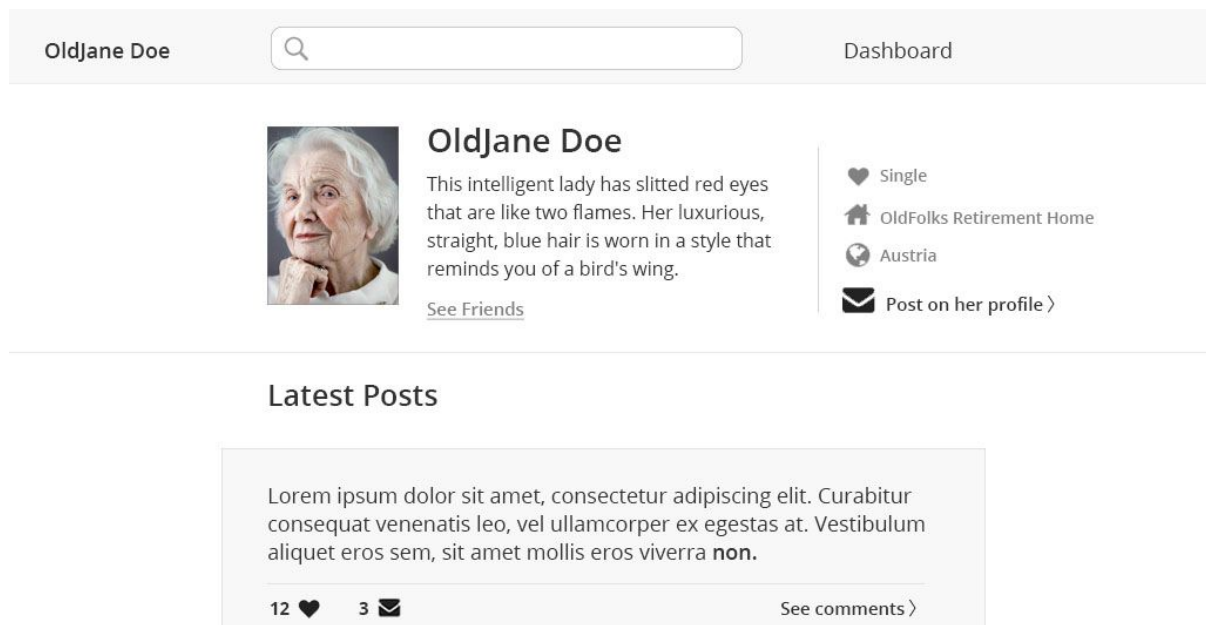 OldJane Doe
Dashboard
OldJane Doe
This intelligent lady has slitted red eyes
that are like two flames. Her luxurious,
straight, blue hair is worn in a style that
reminds you of a bird's wing.
See Friends
Single
OldFolks Retirement Home
Austria
Post on her profile 〉
Latest Posts
Lorem ipsum dolor sit amet, consectetur adipiscing elit. Curabitur
consequat venenatis leo, vel ullamcorper ex egestas at. Vestibulum
aliquet eros sem, sit amet mollis eros viverra non.
12 3 See comments 〉